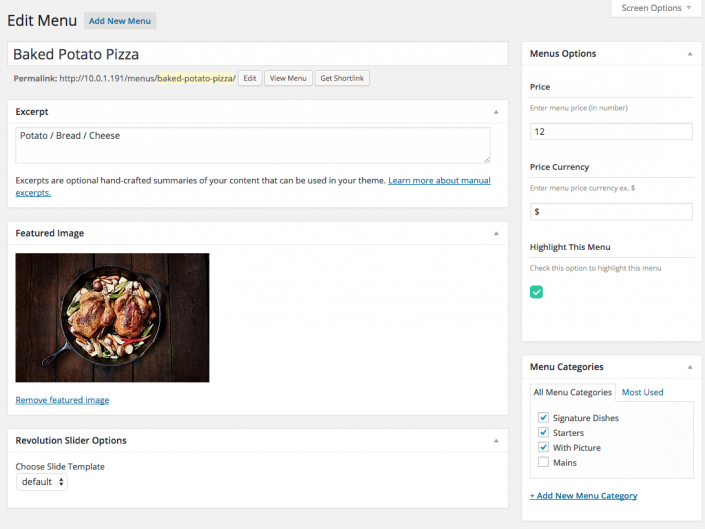 Screen Options
Edit Menu Add New Menu
Baked Potato Pizza
Permalink: http://10.0.1.191/menus/baked-potato-pizza/ Edit View Menu Get Shortlink
Excerpt
Potato / Bread / Cheese
Excerpts are optional hand-crafted summaries of your content that can be used in your theme. Learn more about manual
excerpts.
Featured Image
Remove featured image
Revolution Slider Options
Choose Slide Template
default
Menus Options
Price
Enter menu price (in number)
12
Price Currency
Enter menu price currency ex. $
$
Highlight This Menu
Check this option to highlight this menu
Menu Categories
All Menu Categories Most Used
Signature Dishes
Starters
With Picture
Mains
+ Add New Menu Category